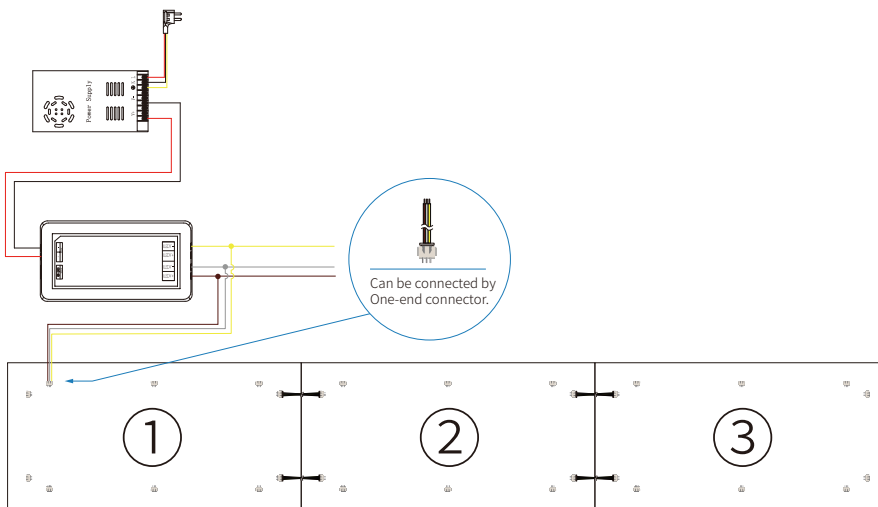 Power Supply
Can be connected by
One-end connector.
1
2
3